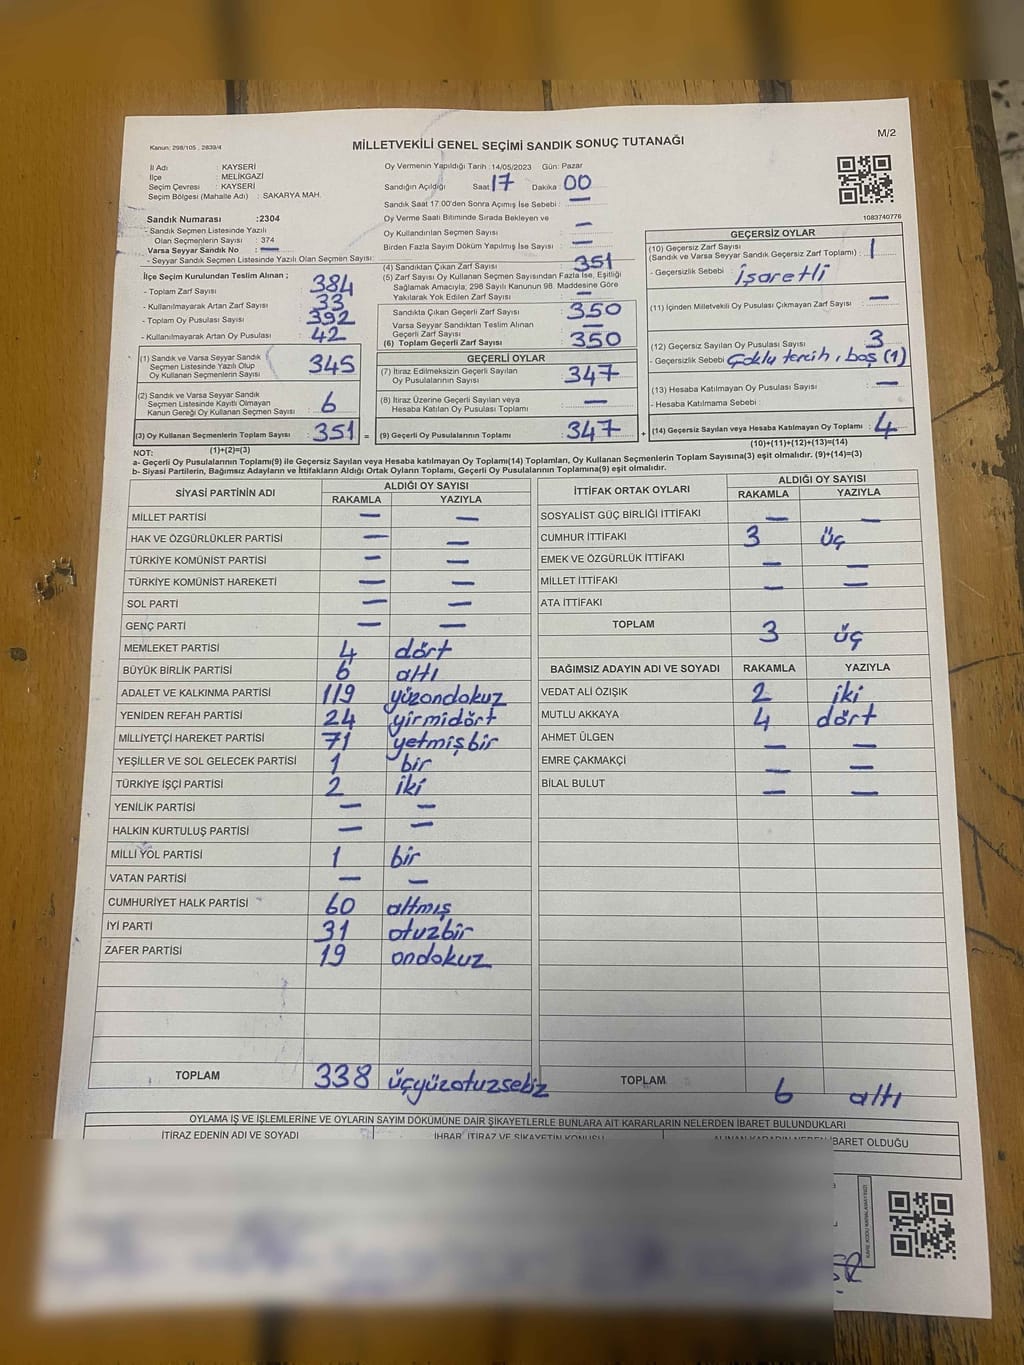 Kanun: 298/105 , 2839/4
MİLLETVEKİLİ GENEL SEÇİMİ SANDIK SONUÇ TUTANAĞI
M/2
İl Adı : KAYSERİ
İlçe : MELİKGAZİ
Seçim Çevresi : KAYSERİ
Seçim Bölgesi (Mahalle Adı) : SAKARYA MAH.
Oy Vermenin Yapıldığı Tarih : 14/05/2023 Gün: Pazar
Sandığın Açıldığı Saat : 17 Dakika : 00
Sandık Saat 17.00'den Sonra Açımış İse Sebebi : —
Oy Verme Saati Bitiminde Sırada Bekleyen ve
Oy Kullandırılan Seçmen Sayısı : —
Birden Fazla Sayım Döküm Yapılmış İse Sayısı : —
1083740776
Sandık Numarası :2304
- Sandık Seçmen Listesinde Yazılı
Olan Seçmenlerin Sayısı : 374
Varsa Seyyar Sandık No : —
- Seyyar Sandık Seçmen Listesinde Yazılı Olan Seçmen Sayısı:
İlçe Seçim Kurulundan Teslim Alınan ;
- Toplam Zarf Sayısı : 384
- Kullanılmayarak Artan Zarf Sayısı : 33
- Toplam Oy Pusulası Sayısı : 392
- Kullanılmayarak Artan Oy Pusulası : 42
(1) Sandık ve Varsa Seyyar Sandık
Seçmen Listesinde Yazılı Olup
Oy Kullanan Seçmenlerin Sayısı : 345
(2) Sandık ve Varsa Seyyar Sandık
Seçmen Listesinde Kayıtlı Olmayan
Kanun Gereği Oy Kullanan Seçmen Sayısı : 6
(3) Oy Kullanan Seçmenlerin Toplam Sayısı : 351 =
(1)+(2)=(3)
(4) Sandıktan Çıkan Zarf Sayısı : 351
(5) Zarf Sayısı Oy Kullanan Seçmen Sayısından Fazla İse, Eşitliği
Sağlamak Amacıyla, 298 Sayılı Kanunun 98. Maddesine Göre
Yakılarak Yok Edilen Zarf Sayısı : —
Sandıkta Çıkan Geçerli Zarf Sayısı : 350
Varsa Seyyar Sandıktan Teslim Alınan
Geçerli Zarf Sayısı : —
(6) Toplam Geçerli Zarf Sayısı : 350
GEÇERLİ OYLAR
(7) İtiraz Edilmeksizin Geçerli Sayılan
Oy Pusulalarının Sayısı : 347
(8) İtiraz Üzerine Geçerli Sayılan veya
Hesaba Katılan Oy Pusulası Toplamı : —
(9) Geçerli Oy Pusulalarının Toplamı : 347 +
GEÇERSİZ OYLAR
(10) Geçersiz Zarf Sayısı
(Sandık ve Varsa Seyyar Sandık Geçersiz Zarf Toplamı) : 1
- Geçersizlik Sebebi : işaretli
(11) İçinden Milletvekili Oy Pusulası Çıkmayan Zarf Sayısı : —
(12) Geçersiz Sayılan Oy Pusulası Sayısı : 3
- Geçersizlik Sebebi : Çoklu tercih, boş (1)
(13) Hesaba Katılmayan Oy Pusulası Sayısı : —
- Hesaba Katılmama Sebebi :
(14) Geçersiz Sayılan veya Hesaba Katılmayan Oy Toplamı : 4
(10)+(11)+(12)+(13)=(14)
NOT:
a- Geçerli Oy Pusulaları Toplamı(9) ile Geçersiz Sayılan veya Hesaba Katılmayan Oy(14) Toplamları, Oy Kullanan Seçmenlerin Toplam Sayısına(3) eşit olmalıdır. (9)+(14)=(3)
b- Siyasi Partilerin, Bağımsız Adayların ve İttifakların Aldığı Ortak Oyların Toplamı, Geçerli Oy Pusulalarının Toplamına(9) eşit olmalıdır.
SİYASİ PARTİNİN ADI ALDIĞI OY SAYISI
RAKAMLA YAZIYLA
MİLLET PARTİSİ — —
HAK VE ÖZGÜRLÜKLER PARTİSİ — —
TÜRKİYE KOMÜNİST PARTİSİ — —
TÜRKİYE KOMÜNİST HAREKETİ — —
SOL PARTİ — —
GENÇ PARTİ — —
MEMLEKET PARTİSİ 4 dört
BÜYÜK BİRLİK PARTİSİ 6 altı
ADALET VE KALKINMA PARTİSİ 119 yüzondokuz
YENİDEN REFAH PARTİSİ 24 yirmidört
MİLLİYETÇİ HAREKET PARTİSİ 71 yetmişbir
YEŞİLLER VE SOL GELECEK PARTİSİ 1 bir
TÜRKİYE İŞÇİ PARTİSİ 2 iki
YENİLİK PARTİSİ — —
HALKIN KURTULUŞ PARTİSİ — —
MİLLİ YOL PARTİSİ 1 bir
VATAN PARTİSİ — —
CUMHURİYET HALK PARTİSİ 60 altmış
İYİ PARTİ 31 otuzbir
ZAFER PARTİSİ 19 ondokuz
TOPLAM 338 üçyüzotuzsekiz
İTTİFAK ORTAK OYLARI ALDIĞI OY SAYISI
RAKAMLA YAZIYLA
SOSYALİST GÜÇ BİRLİĞİ İTTİFAKI — —
CUMHUR İTTİFAKI 3 üç
EMEK VE ÖZGÜRLÜK İTTİFAKI — —
MİLLET İTTİFAKI — —
ATA İTTİFAKI
TOPLAM 3 üç
BAĞIMSIZ ADAYIN ADI VE SOYADI RAKAMLA YAZIYLA
VEDAT ALİ ÖZIŞIK 2 iki
MUTLU AKKAYA 4 dört
AHMET ÜLGEN — —
EMRE ÇAKMAKÇİ — —
BİLAL BULUT — —
TOPLAM 6 altı
OYLAMA İŞ VE İŞLEMLERİNE VE OYLARIN SAYIM DÖKÜMÜNE DAİR ŞİKAYETLERLE BUNLARA AİT KARARLARIN NELERDEN İBARET BULUNDUKLARI
İTİRAZ EDENİN ADI VE SOYADI İHBAR, İTİRAZ VE ŞİKAYETİN KONUSU ALINAN KARARIN NEDEN İBARET OLDUĞU